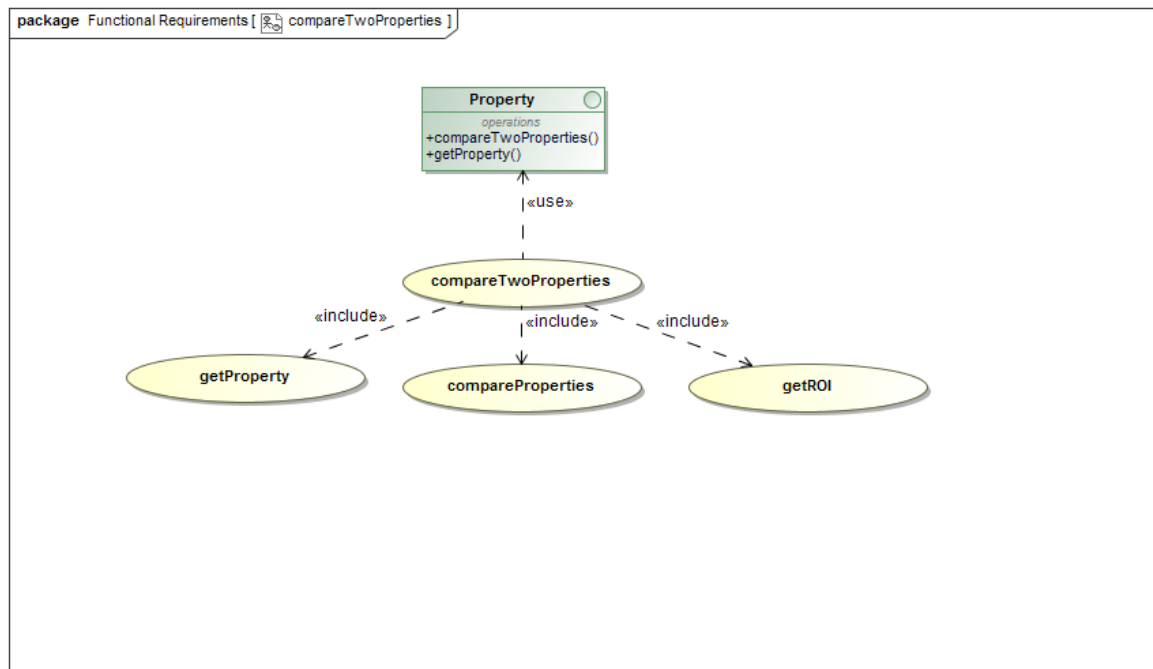 package Functional Requirements [ compareTwoProperties ]
Property
operations
+compareTwoProperties()
+getProperty()
«use»
compareTwoProperties
«include»
«include»
«include»
getProperty
compareProperties
getROI